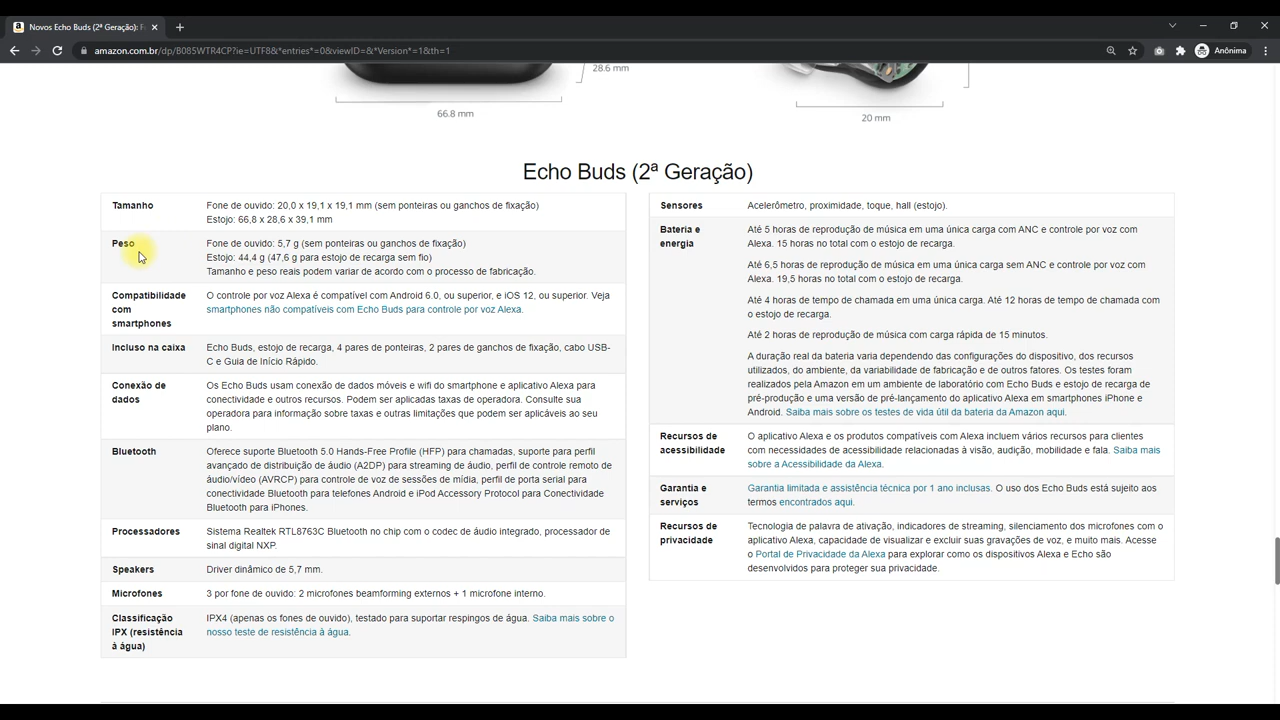 Novos Echo Buds (2ª Geração): F
amazon.com.br/dp/B085WTR4CP?ie=UTF8&*entries*=0&viewID=&*Version*=1&th=1
Anônima
28.6 mm
66.8 mm
20 mm
Echo Buds (2ª Geração)
Tamanho
Fone de ouvido: 20,0 x 19,1 x 19,1 mm (sem ponteiras ou ganchos de fixação)
Estojo: 66,8 x 28,6 x 39,1 mm
Peso
Fone de ouvido: 5,7 g (sem ponteiras ou ganchos de fixação)
Estojo: 44,4 g (47,6 g para estojo de recarga sem fio)
Tamanho e peso reais podem variar de acordo com o processo de fabricação.
Compatibilidade
com
smartphones
O controle por voz Alexa é compatível com Android 6.0, ou superior, e iOS 12, ou superior. Veja
smartphones não compatíveis com Echo Buds para controle por voz Alexa.
Incluso na caixa
Echo Buds, estojo de recarga, 4 pares de ponteiras, 2 pares de ganchos de fixação, cabo USB-
C e Guia de Início Rápido.
Conexão de
dados
Os Echo Buds usam conexão de dados móveis e wifi do smartphone e aplicativo Alexa para
conectividade e outros recursos. Podem ser aplicadas taxas de operadora. Consulte sua
operadora para informação sobre taxas e outras limitações que podem ser aplicáveis ao seu
plano.
Bluetooth
Oferece suporte Bluetooth 5.0 Hands-Free Profile (HFP) para chamadas, suporte para perfil
avançado de distribuição de áudio (A2DP) para streaming de áudio, perfil de controle remoto de
áudio/vídeo (AVRCP) para controle de voz de sessões de mídia, perfil de porta serial para
conectividade Bluetooth para telefones Android e iPod Accessory Protocol para Conectividade
Bluetooth para iPhones.
Processadores
Sistema Realtek RTL8763C Bluetooth no chip com o codec de áudio integrado, processador de
sinal digital NXP.
Speakers
Driver dinâmico de 5,7 mm.
Microfones
3 por fone de ouvido: 2 microfones beamforming externos + 1 microfone interno.
Classificação
IPX (resistência
à água)
IPX4 (apenas os fones de ouvido), testado para suportar respingos de água. Saiba mais sobre o
nosso teste de resistência à água.
Sensores
Acelerômetro, proximidade, toque, hall (estojo).
Bateria e
energia
Até 5 horas de reprodução de música em uma única carga com ANC e controle por voz com
Alexa. 15 horas no total com o estojo de recarga.
Até 6,5 horas de reprodução de música em uma única carga sem ANC e controle por voz com
Alexa. 19,5 horas no total com o estojo de recarga.
Até 4 horas de tempo de chamada em uma única carga. Até 12 horas de tempo de chamada com
o estojo de recarga.
Até 2 horas de reprodução de música com carga rápida de 15 minutos.
A duração real da bateria varia dependendo das configurações do dispositivo, dos recursos
utilizados, do ambiente, da variabilidade de fabricação e de outros fatores. Os testes foram
realizados pela Amazon em um ambiente de laboratório com Echo Buds e estojo de recarga de
pré-produção e uma versão de pré-lançamento do aplicativo Alexa em smartphones iPhone e
Android. Saiba mais sobre os testes de vida útil da bateria da Amazon aqui.
Recursos de
acessibilidade
O aplicativo Alexa e os produtos compatíveis com Alexa incluem vários recursos para clientes
com necessidades de acessibilidade relacionadas à visão, audição, mobilidade e fala. Saiba mais
sobre a Acessibilidade da Alexa.
Garantia e
serviços
Garantia limitada e assistência técnica por 1 ano inclusas. O uso dos Echo Buds está sujeito aos
termos encontrados aqui.
Recursos de
privacidade
Tecnologia de palavra de ativação, indicadores de streaming, silenciamento dos microfones com o
aplicativo Alexa, capacidade de visualizar e excluir suas gravações de voz, e muito mais. Acesse
o Portal de Privacidade da Alexa para explorar como os dispositivos Alexa e Echo são
desenvolvidos para proteger sua privacidade.